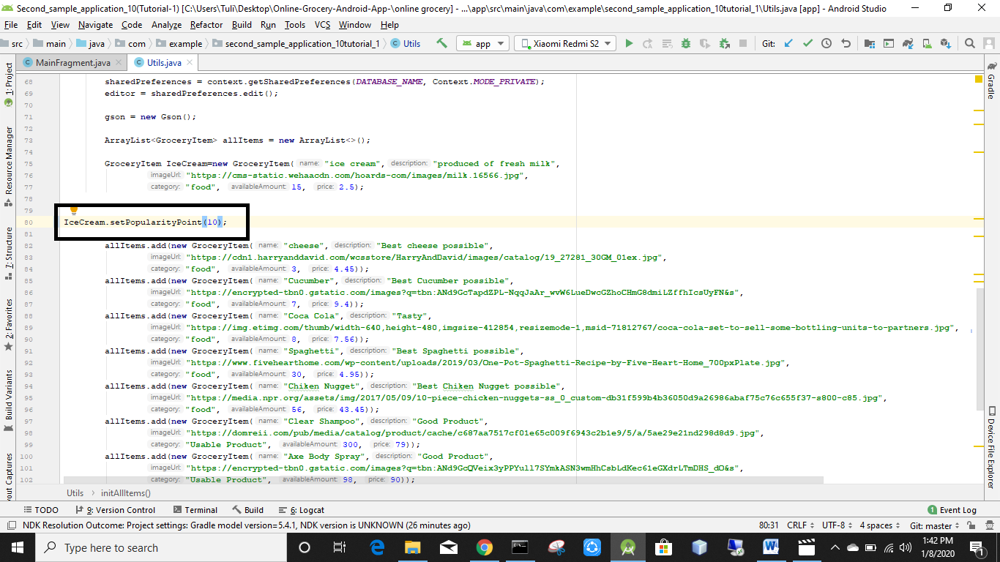 Second_sample_application_10(Tutorial-1) [C:\Users\Tuli\Desktop\Online-Grocery-Android-App-\online grocery] - ...\app\src\main\java\com\example\second_sample_application_10tutorial_1\Utils.java [app] - Android Studio
File Edit View Navigate Code Analyze Refactor Build Run Tools VCS Window Help
src main java com example second_sample_application_10tutorial_1 Utils app Xiaomi Redmi S2 Git:
MainFragment.java Utils.java
1: Project
Resource Manager
7: Structure
2: Favorites
Build Variants
yout Captures
Gradle
Device File Explorer
68 sharedPreferences = context.getSharedPreferences(DATABASE_NAME, Context.MODE_PRIVATE);
69 editor = sharedPreferences.edit();
70
71 gson = new Gson();
72
73 ArrayList<GroceryItem> allItems = new ArrayList<>();
74
75 GroceryItem IceCream=new GroceryItem( name: "ice cream", description: "produced of fresh milk",
76 imageUrl: "https://cms-static.wehaacdn.com/hoards-com/images/milk.16566.jpg",
77 category: "food", availableAmount: 15, price: 2.5);
78
79
80 IceCream.setPopularityPoint(10);
81
82 allItems.add(new GroceryItem( name: "cheese", description: "Best cheese possible",
83 imageUrl: "https://cdn1.harryanddavid.com/wcsstore/HarryAndDavid/images/catalog/19_27281_30GM_01ex.jpg",
84 category: "food", availableAmount: 3, price: 4.45));
85 allItems.add(new GroceryItem( name: "Cucumber", description: "Best Cucumber possible",
86 imageUrl: "https://encrypted-tbn0.gstatic.com/images?q=tbn:ANd9GcTapdZPL-NqqJaAr_wvW6LueDwcGZhoCHmG8dmiLZffhIcsUyFN&s",
87 category: "food", availableAmount: 7, price: 9.4));
88 allItems.add(new GroceryItem( name: "Coca Cola", description: "Tasty",
89 imageUrl: "https://img.etimg.com/thumb/width-640,height-480,imgsize-412854,resizemode-1,msid-71812767/coca-cola-set-to-sell-some-bottling-units-to-partners.jpg",
90 category: "food", availableAmount: 8, price: 7.56));
91 allItems.add(new GroceryItem( name: "Spaghetti", description: "Best Spaghetti possible",
92 imageUrl: "https://www.fivehearthome.com/wp-content/uploads/2019/03/One-Pot-Spaghetti-Recipe-by-Five-Heart-Home_700pxPlate.jpg",
93 category: "food", availableAmount: 30, price: 4.95));
94 allItems.add(new GroceryItem( name: "Chiken Nugget", description: "Best Chiken Nugget possible",
95 imageUrl: "https://media.npr.org/assets/img/2017/05/09/10-piece-chicken-nuggets-ss_0_custom-db31f599b4b36050d9a26986abaf75c76c655f37-s800-c85.jpg",
96 category: "food", availableAmount: 56, price: 43.45));
97 allItems.add(new GroceryItem( name: "Clear Shampoo", description: "Good Product",
98 imageUrl: "https://domreii.com/pub/media/catalog/product/cache/c687aa7517cf01e65c009f6943c2b1e9/5/a/5ae29e21nd298d8d9.jpg",
99 category: "Usable Product", availableAmount: 300, price: 79));
100 allItems.add(new GroceryItem( name: "Axe Body Spray", description: "Good Product",
101 imageUrl: "https://encrypted-tbn0.gstatic.com/images?q=tbn:ANd9GcQVeix3yPPYull7SYmkASN3wmHhCsbLdKec61eGXdrLTmDHS_dO&s",
102 category: "Usable Product", availableAmount: 98, price: 90));
Utils initAllItems()
TODO 9: Version Control Terminal Build 6: Logcat 1 Event Log
NDK Resolution Outcome: Project settings: Gradle model version=5.4.1, NDK version is UNKNOWN (26 minutes ago) 80:31 CRLF UTF-8 4 spaces Git: master
Type here to search
1:42 PM
1/8/2020
1